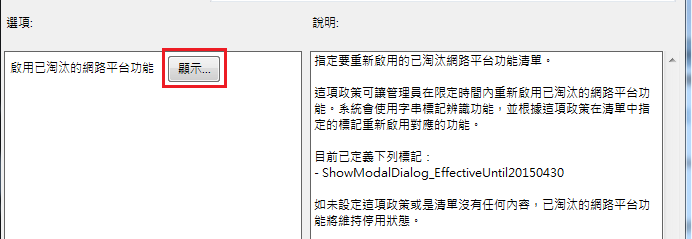 選項:
說明:
啟用已淘汰的網路平台功能
顯示...
指定要重新啟用的已淘汰網路平台功能清單。
這項政策可讓管理員在限定時間內重新啟用已淘汰的網路平台功
能。系統會使用字串標記辨識功能，並根據這項政策在清單中指
定的標記重新啟用對應的功能。
目前已定義下列標記：
- ShowModalDialog_EffectiveUntil20150430
如未設定這項政策或是清單沒有任何內容，已淘汰的網路平台功
能將維持停用狀態。